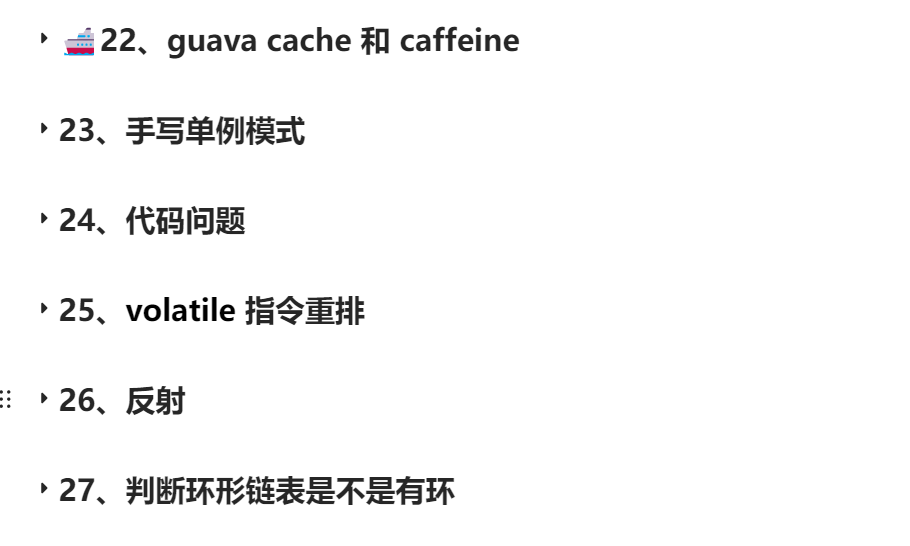 🚢22、guava cache 和 caffeine
23、手写单例模式
24、代码问题
25、volatile 指令重排
26、反射
27、判断环形链表是不是有环